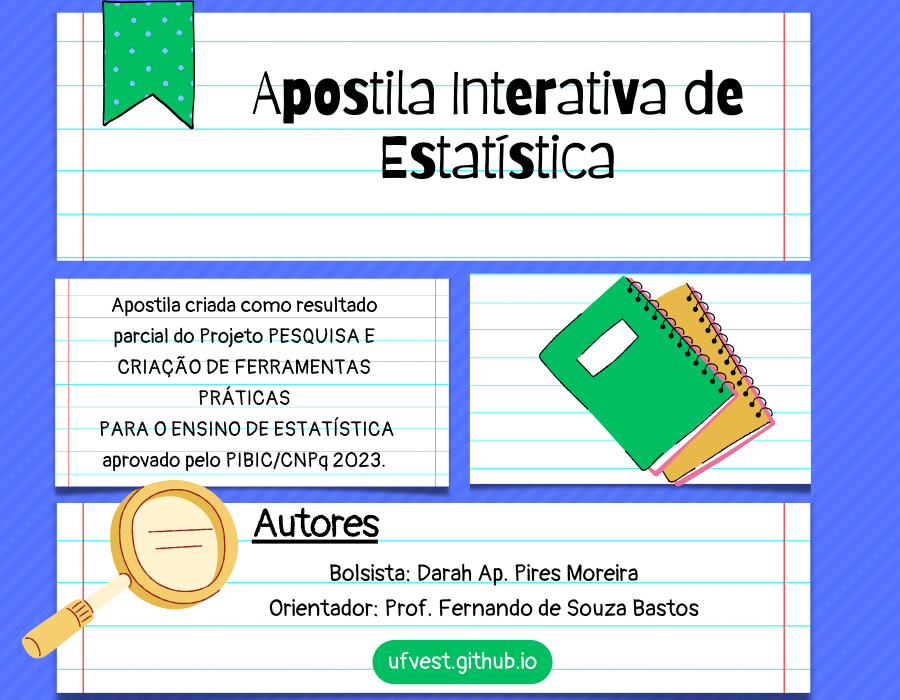 Apostila Interativa de
Estatística
Apostila criada como resultado
parcial do Projeto PESQUISA E
CRIAÇÃO DE FERRAMENTAS
PRÁTICAS
PARA O ENSINO DE ESTATÍSTICA
aprovado pelo PIBIC/CNPq 2023.
Autores
Bolsista: Darah Ap. Pires Moreira
Orientador: Prof. Fernando de Souza Bastos
ufvest.github.io